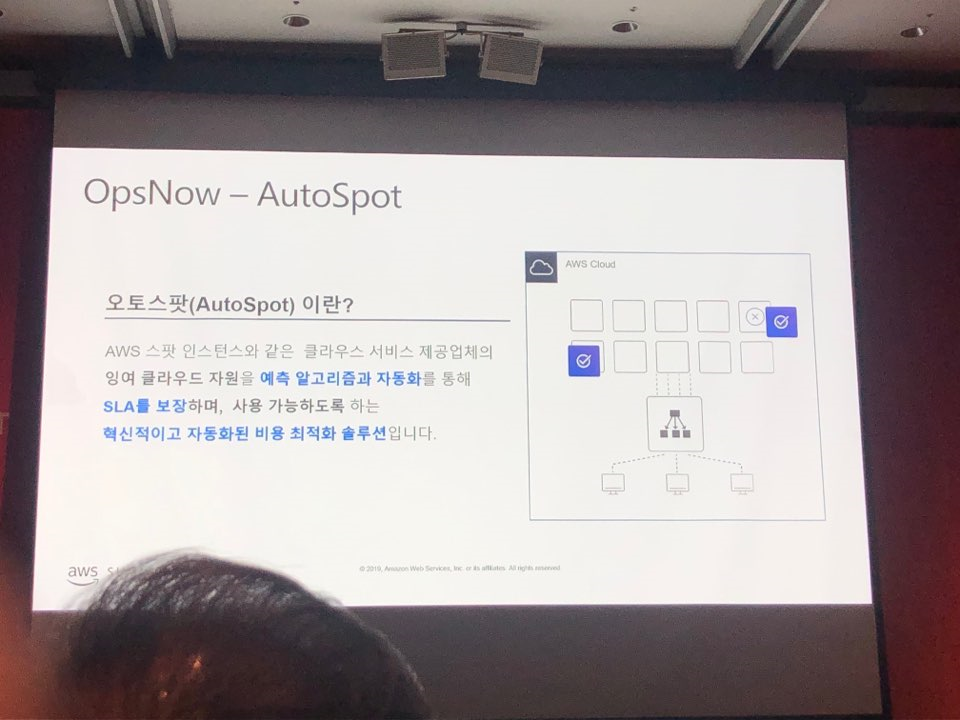 OpsNow – AutoSpot
AWS Cloud
오토스팟(AutoSpot) 이란?
AWS 스팟 인스턴스와 같은 클라우스 서비스 제공업체의
잉여 클라우드 자원을 예측 알고리즘과 자동화를 통해
SLA를 보장하며, 사용 가능하도록 하는
혁신적이고 자동화된 비용 최적화 솔루션입니다.
aws
© 2019, Amazon Web Services, Inc. or its affiliates. All rights reserved.